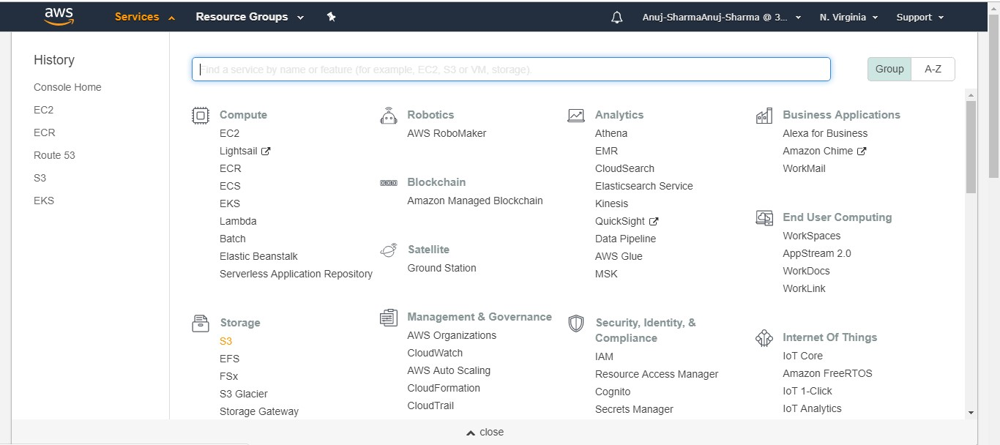 aws
Services
Resource Groups
Anuj-SharmaAnuj-Sharma @ 3...
N. Virginia
Support
History
Console Home
EC2
ECR
Route 53
S3
EKS
Find a service by name or feature (for example, EC2, S3 or VM, storage).
Group
A-Z
Compute
EC2
Lightsail
ECR
ECS
EKS
Lambda
Batch
Elastic Beanstalk
Serverless Application Repository
Storage
S3
EFS
FSx
S3 Glacier
Storage Gateway
Robotics
AWS RoboMaker
Blockchain
Amazon Managed Blockchain
Satellite
Ground Station
Management & Governance
AWS Organizations
CloudWatch
AWS Auto Scaling
CloudFormation
CloudTrail
Analytics
Athena
EMR
CloudSearch
Elasticsearch Service
Kinesis
QuickSight
Data Pipeline
AWS Glue
MSK
Security, Identity, &
Compliance
IAM
Resource Access Manager
Cognito
Secrets Manager
Business Applications
Alexa for Business
Amazon Chime
WorkMail
End User Computing
WorkSpaces
AppStream 2.0
WorkDocs
WorkLink
Internet Of Things
IoT Core
Amazon FreeRTOS
IoT 1-Click
IoT Analytics
close